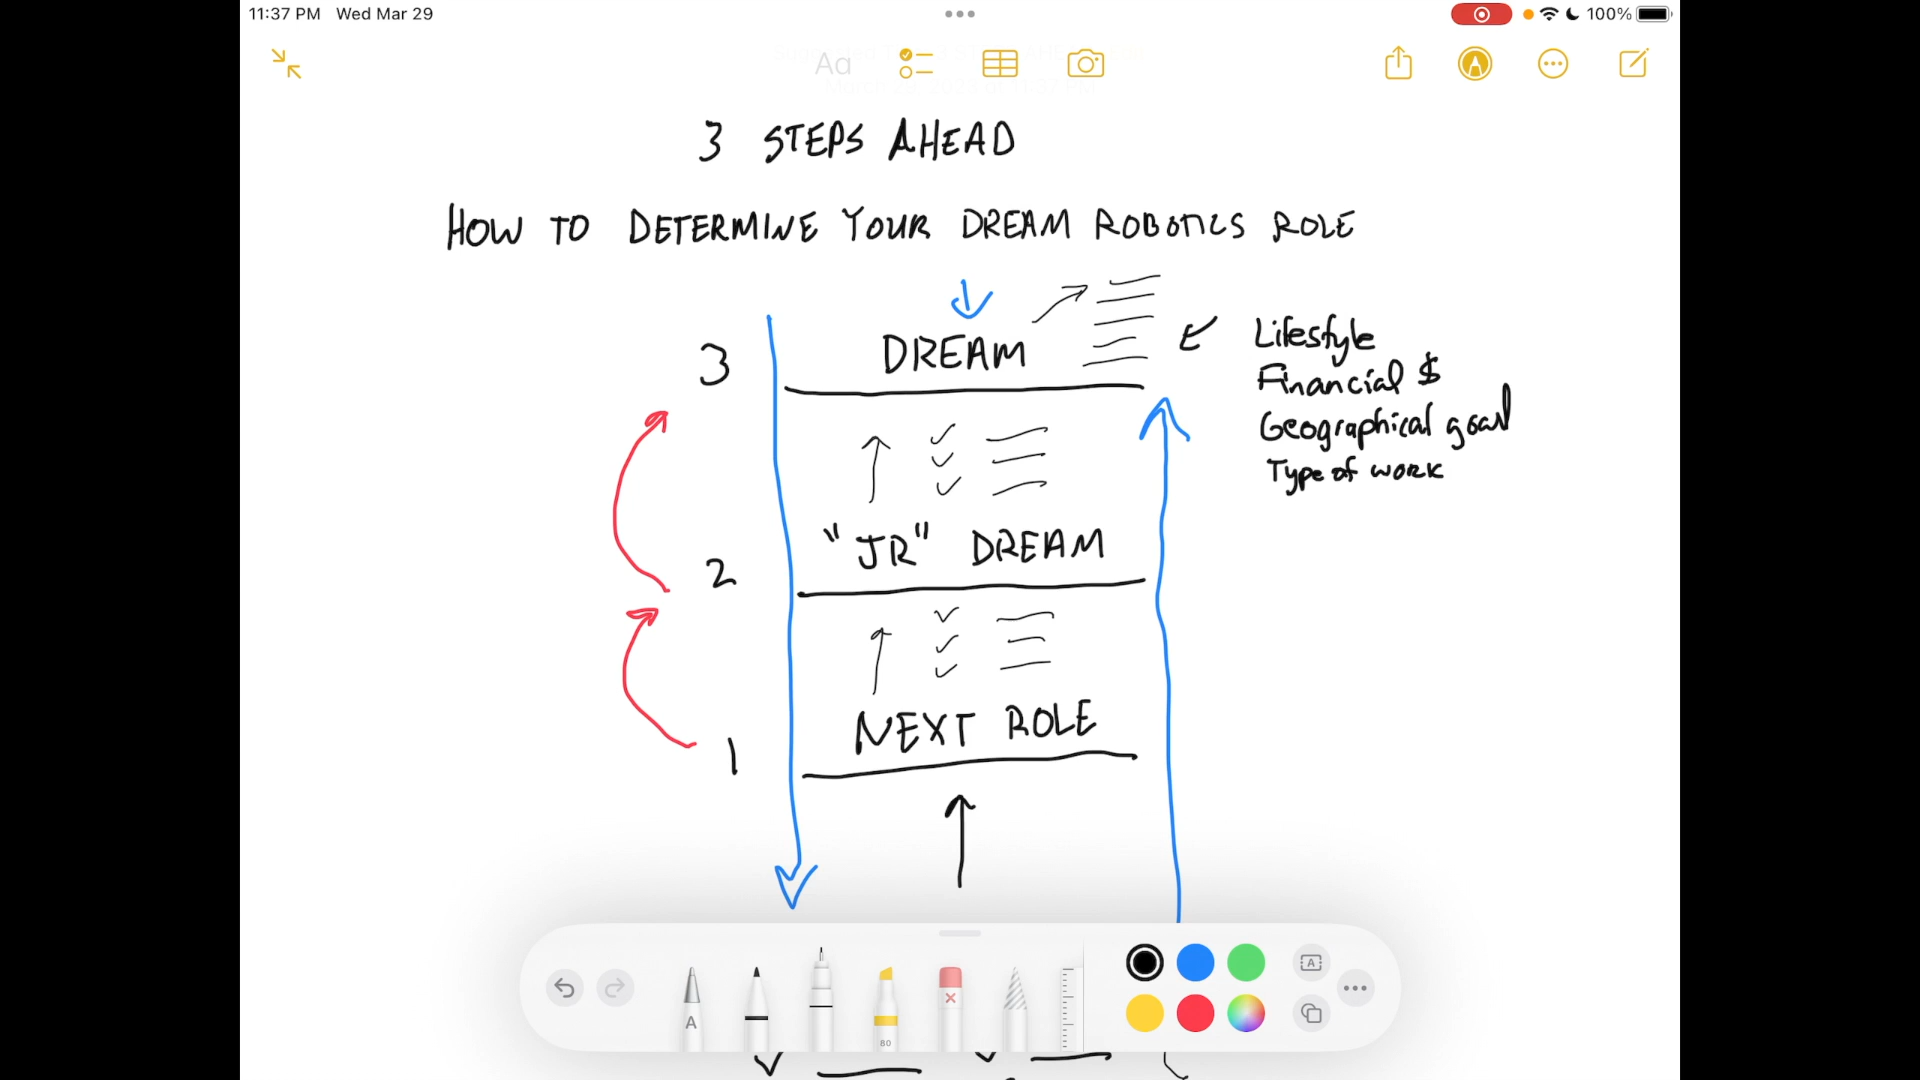 11:37 PM Wed Mar 29
100%
Aa
3 STEPS AHEAD
HOW TO DETERMINE YOUR DREAM ROBOTICS ROLE
3 DREAM
Lifestyle
Financial $
Geographical goal
Type of work
2 "JR" DREAM
1 NEXT ROLE
A
80
A